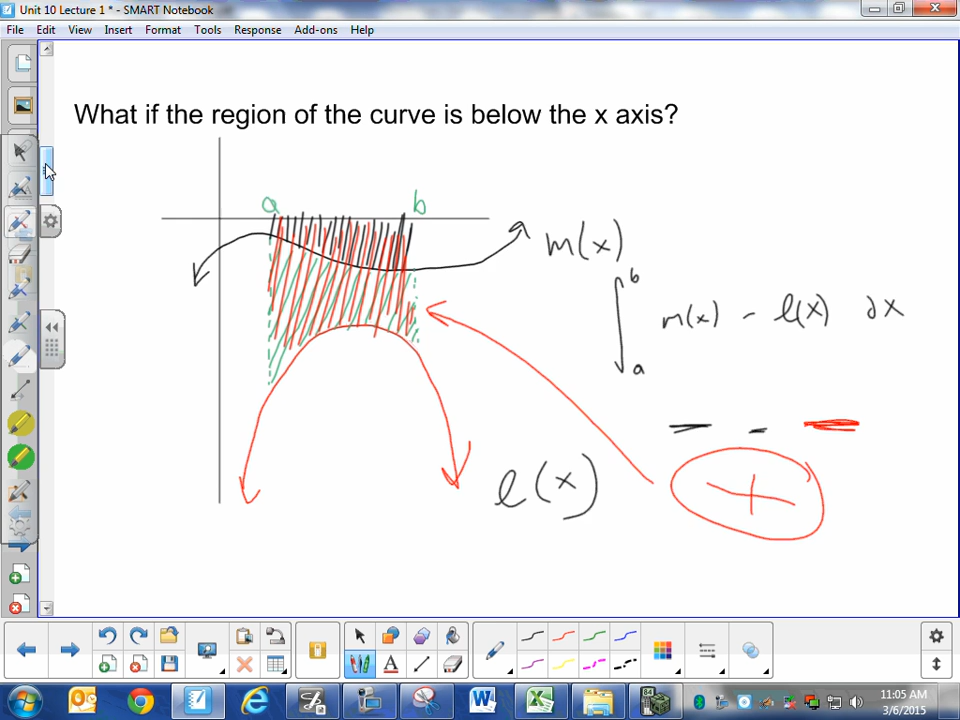 Unit 10 Lecture 1 * - SMART Notebook
File Edit View Insert Format Tools Response Add-ons Help
What if the region of the curve is below the x axis?
a b
m(x)
b
m(x) - l(x) dx
a
— - —
l(x)
+
11:05 AM
3/6/2015